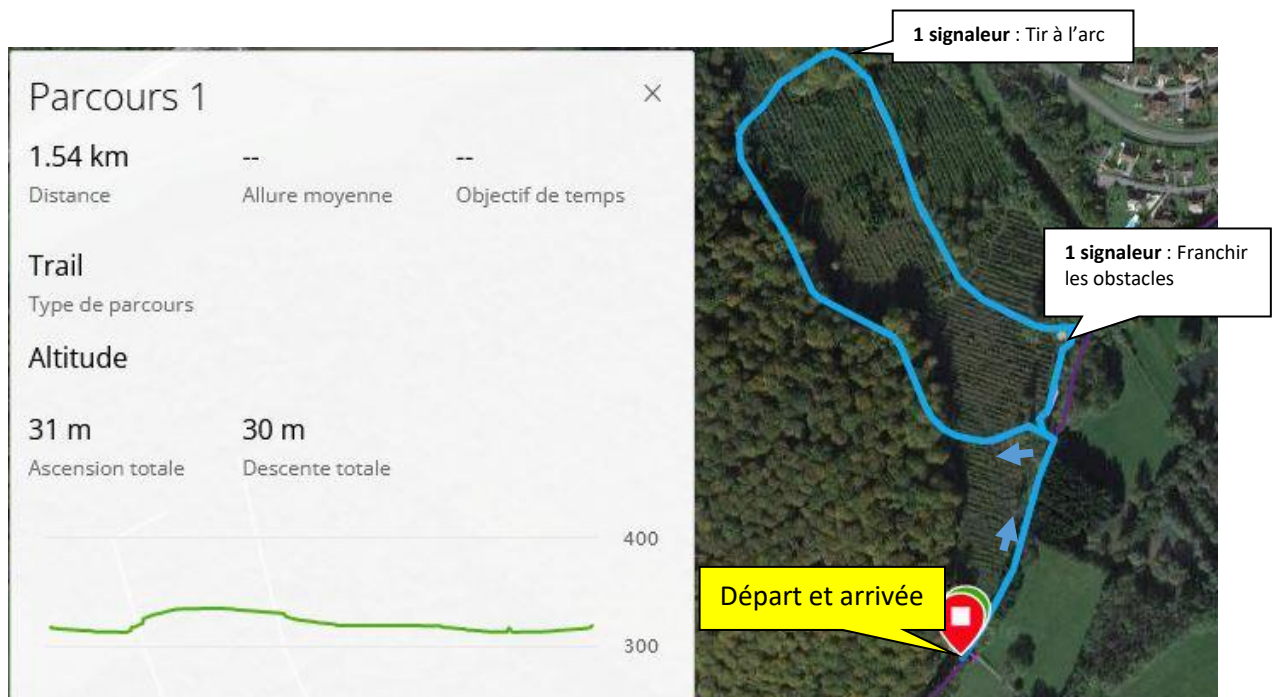 1 signaleur : Tir à l'arc
Parcours 1
1.54 km
--
--
Distance
Allure moyenne
Objectif de temps
Trail
Type de parcours
1 signaleur : Franchir
les obstacles
Altitude
31 m
30 m
Ascension totale
Descente totale
400
Départ et arrivée
300